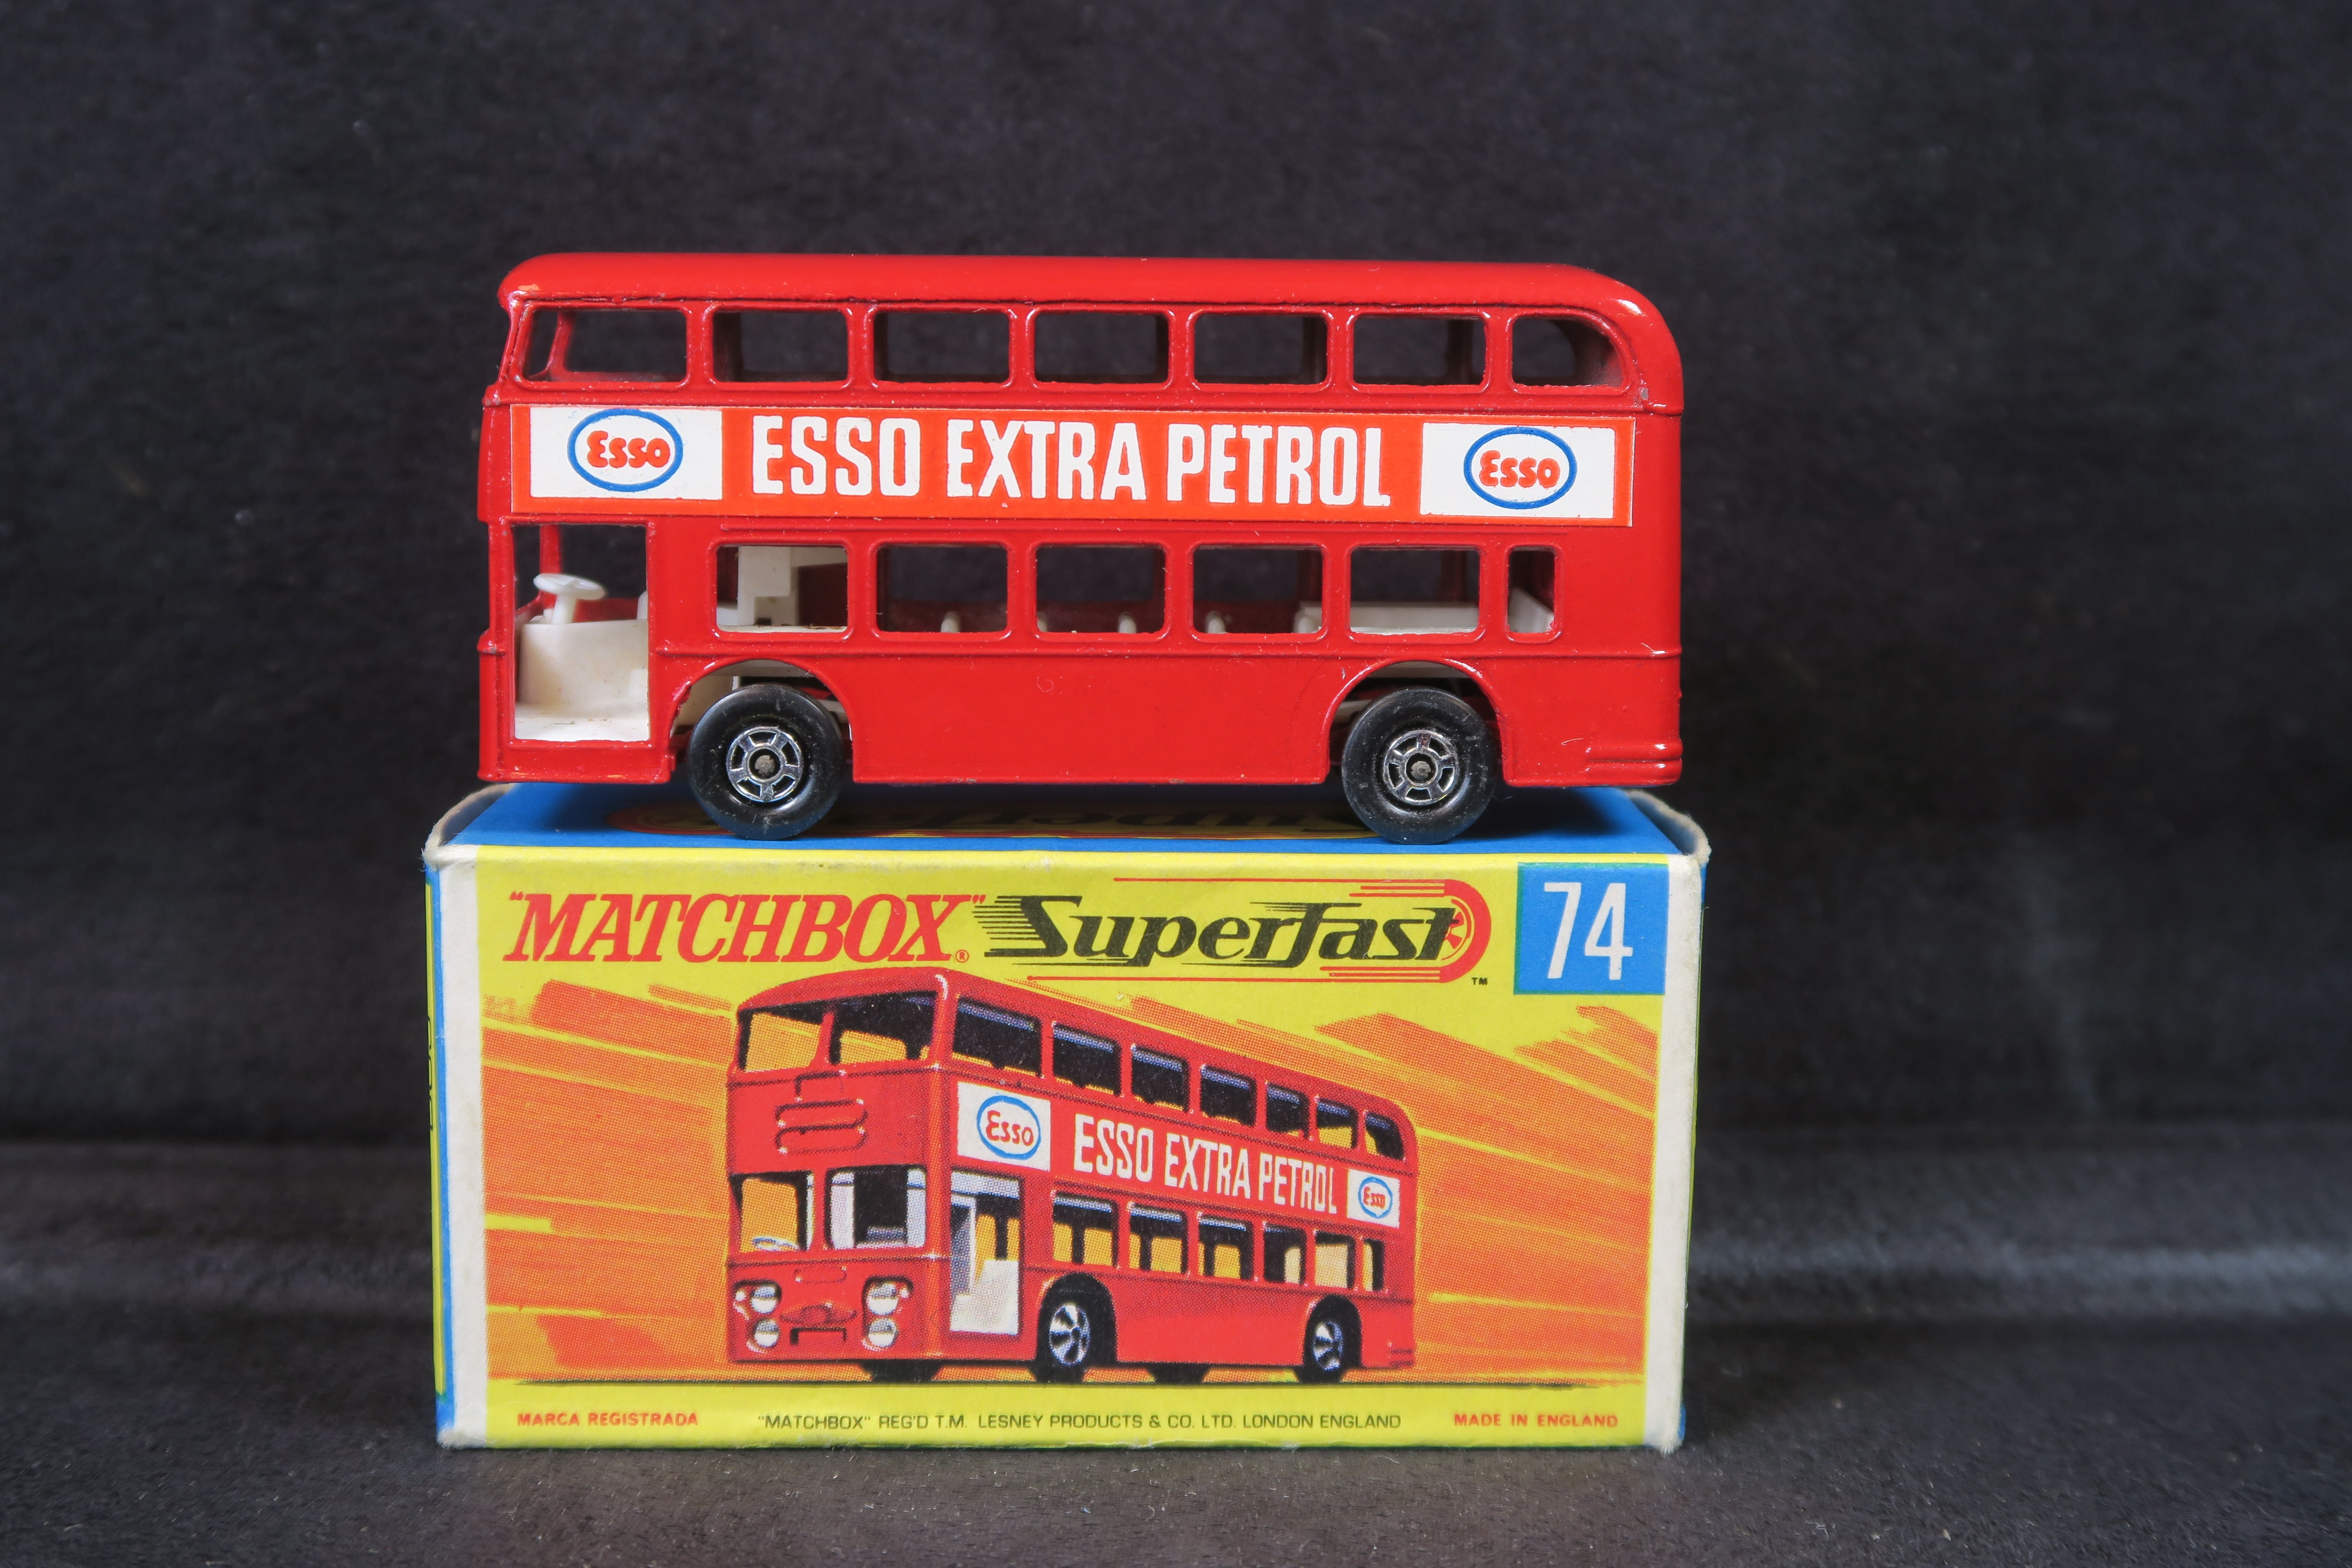 Esso ESSO EXTRA PETROL Esso
"MATCHBOX"® Superfast™ 74
Esso ESSO EXTRA PETROL Esso
MARCA REGISTRADA "MATCHBOX" REG'D T.M. LESNEY PRODUCTS & CO. LTD. LONDON ENGLAND MADE IN ENGLAND